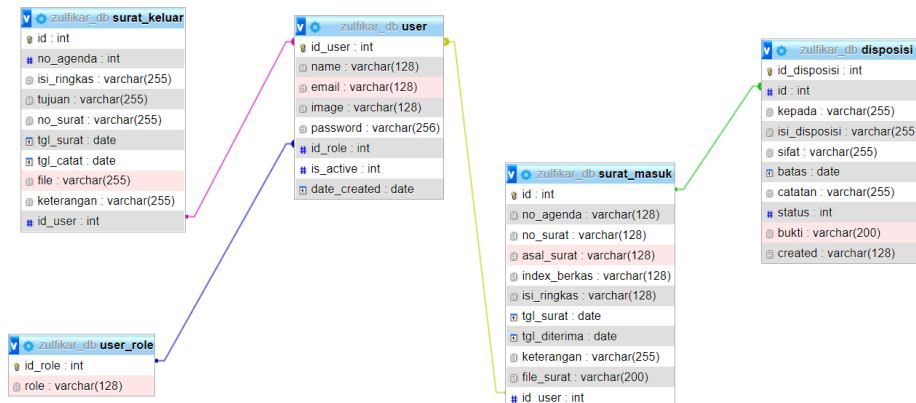 zulfikar_db surat_keluar
id : int
no_agenda : int
isi_ringkas : varchar(255)
tujuan : varchar(255)
no_surat : varchar(255)
tgl_surat : date
tgl_catat : date
file : varchar(255)
keterangan : varchar(255)
id_user : int
zulfikar_db user
id_user : int
name : varchar(128)
email : varchar(128)
image : varchar(128)
password : varchar(256)
id_role : int
is_active : int
date_created : date
zulfikar_db disposisi
id_disposisi : int
id : int
kepada : varchar(255)
isi_disposisi : varchar(255
sifat : varchar(255)
batas : date
catatan : varchar(255)
status : int
bukti : varchar(200)
created : varchar(128)
zulfikar_db surat_masuk
id : int
no_agenda : varchar(128)
no_surat : varchar(128)
asal_surat : varchar(128)
index_berkas : varchar(128)
isi_ringkas : varchar(128)
tgl_surat : date
tgl_diterima : date
keterangan : varchar(255)
file_surat : varchar(200)
id_user : int
zulfikar_db user_role
id_role : int
role : varchar(128)